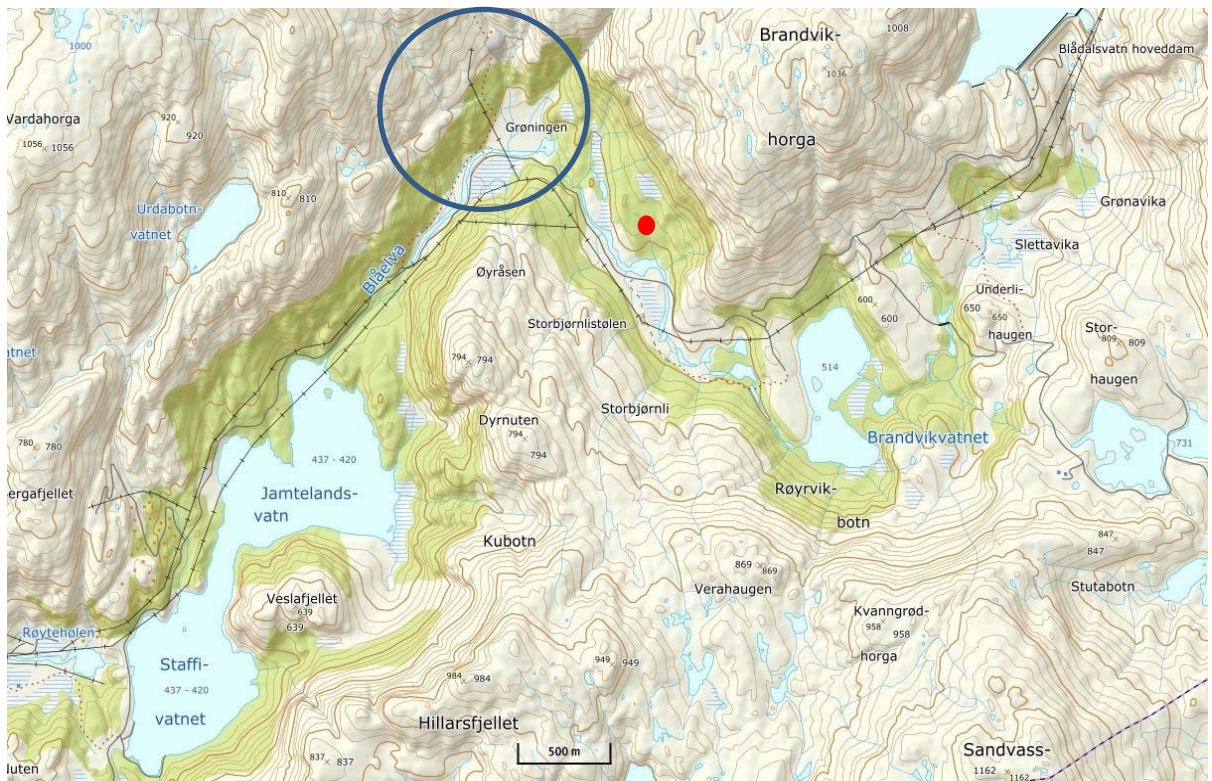 1000
Brandvik-
1008
Blådalsvatn hoveddam
1036
Vardahorga
1056
1056
920
920
Grøningen
horga
810
810
Urdabotn-
vatnet
Grønavika
Slettavika
Blåelva
Øyråsen
Underli-
650
650
haugen
600
600
Storbjørnlistølen
Stor-
809
809
haugen
794
794
514
Storbjørnli
Dyrnuten
794
794
780
780
Brandvikvatnet
731
437 - 420
Jamtelands-
vatn
Røyrvik-
botn
Kubotn
847
847
869
869
Verahaugen
Stutabotn
Veslafjellet
639
639
Kvanngrød-
958
958
horga
Røytehølen
Staffi-
437 - 420
vatnet
949
949
984
984
Hillarsfjellet
500 m
837
837
Sandvass-
1162
1162